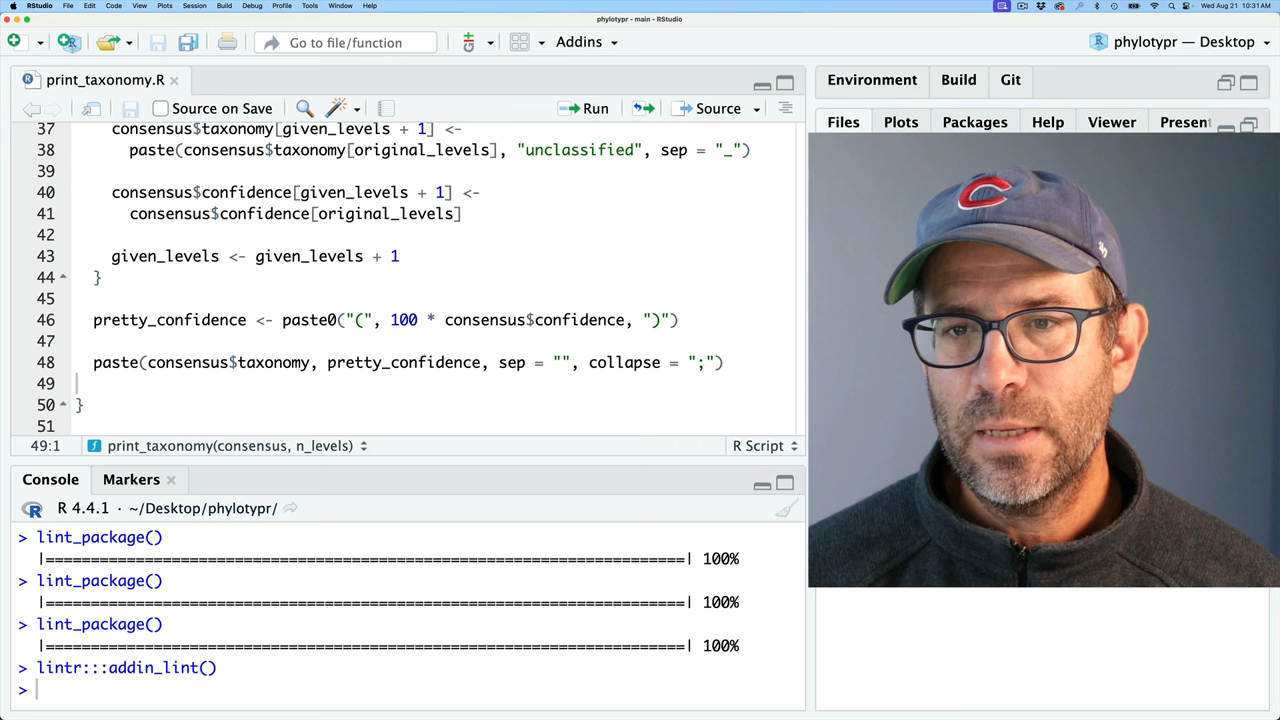 RStudio File Edit Code View Plots Session Build Debug Profile Tools Window Help Wed Aug 21 10:31 AM
phylotypr - main - RStudio
Go to file/function Addins phylotypr — Desktop
print_taxonomy.R
Environment Build Git
Source on Save Run Source
Files Plots Packages Help Viewer Present
37 consensus$taxonomy[given_levels + 1] <-
38 paste(consensus$taxonomy[original_levels], "unclassified", sep = "_")
39
40 consensus$confidence[given_levels + 1] <-
41 consensus$confidence[original_levels]
42
43 given_levels <- given_levels + 1
44 }
45
46 pretty_confidence <- paste0("(", 100 * consensus$confidence, ")")
47
48 paste(consensus$taxonomy, pretty_confidence, sep = "", collapse = ";")
49
50 }
51
49:1 print_taxonomy(consensus, n_levels) R Script
Console Markers
R 4.4.1 · ~/Desktop/phylotypr/
> lint_package()
|======================================================================| 100%
> lint_package()
|======================================================================| 100%
> lint_package()
|======================================================================| 100%
> lintr:::addin_lint()
>
C